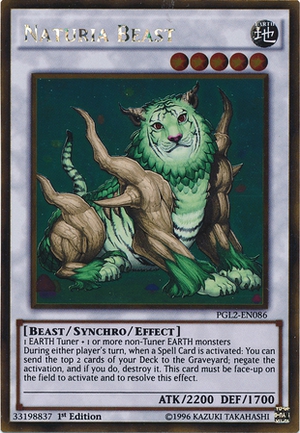 NATURIA BEAST
EARTH
地
PGL2-EN086
[BEAST/SYNCHRO/EFFECT]
1 EARTH Tuner + 1 or more non-Tuner EARTH monsters
During either player's turn, when a Spell Card is activated: You can
send the top 2 cards of your Deck to the Graveyard; negate the
activation, and if you do, destroy it. This card must be face-up on
the field to activate and to resolve this effect.
ATK/2200 DEF/1700
33198837 1st Edition ©1996 KAZUKI TAKAHASHI